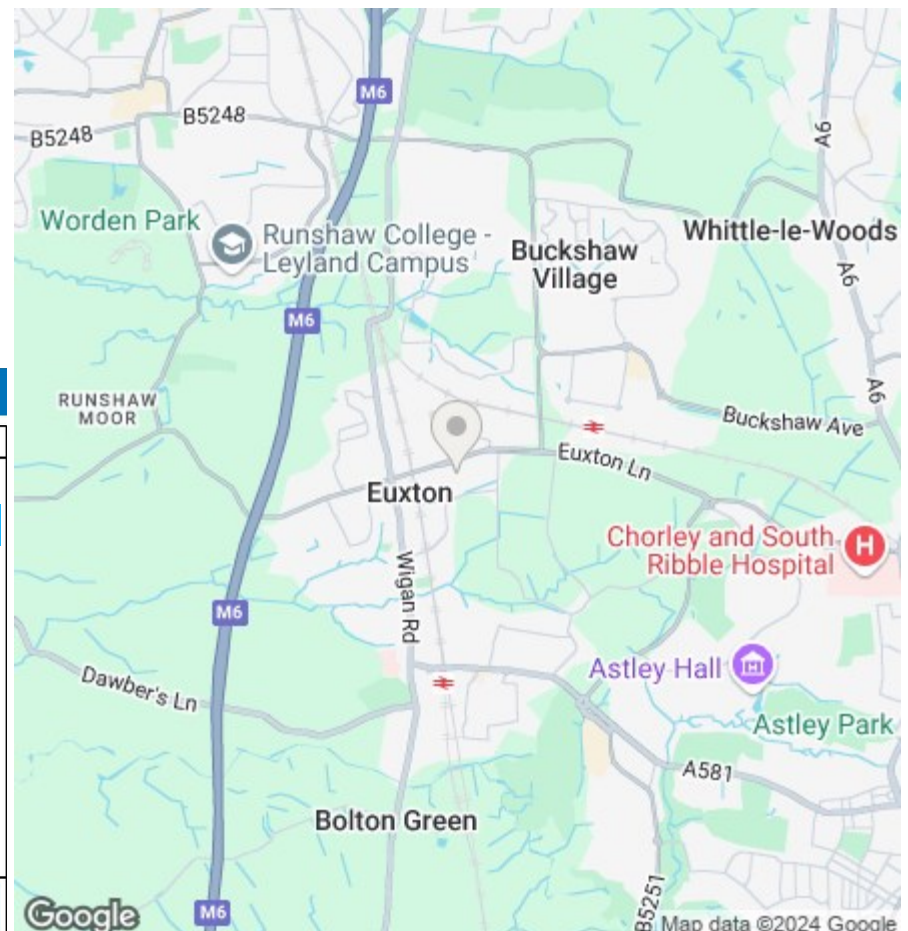 M6
B5248
B5248
A6
Worden Park
Runshaw College -
Leyland Campus
Buckshaw
Village
Whittle-le-Woods
A6
M6
RUNSHAW
MOOR
A6
Buckshaw Ave
Euxton Ln
Euxton
Chorley and South
Ribble Hospital
H
Wigan Rd
M6
Astley Hall
Dawber's Ln
Astley Park
A581
Bolton Green
B5251
Google
M6
Map data ©2024 Google